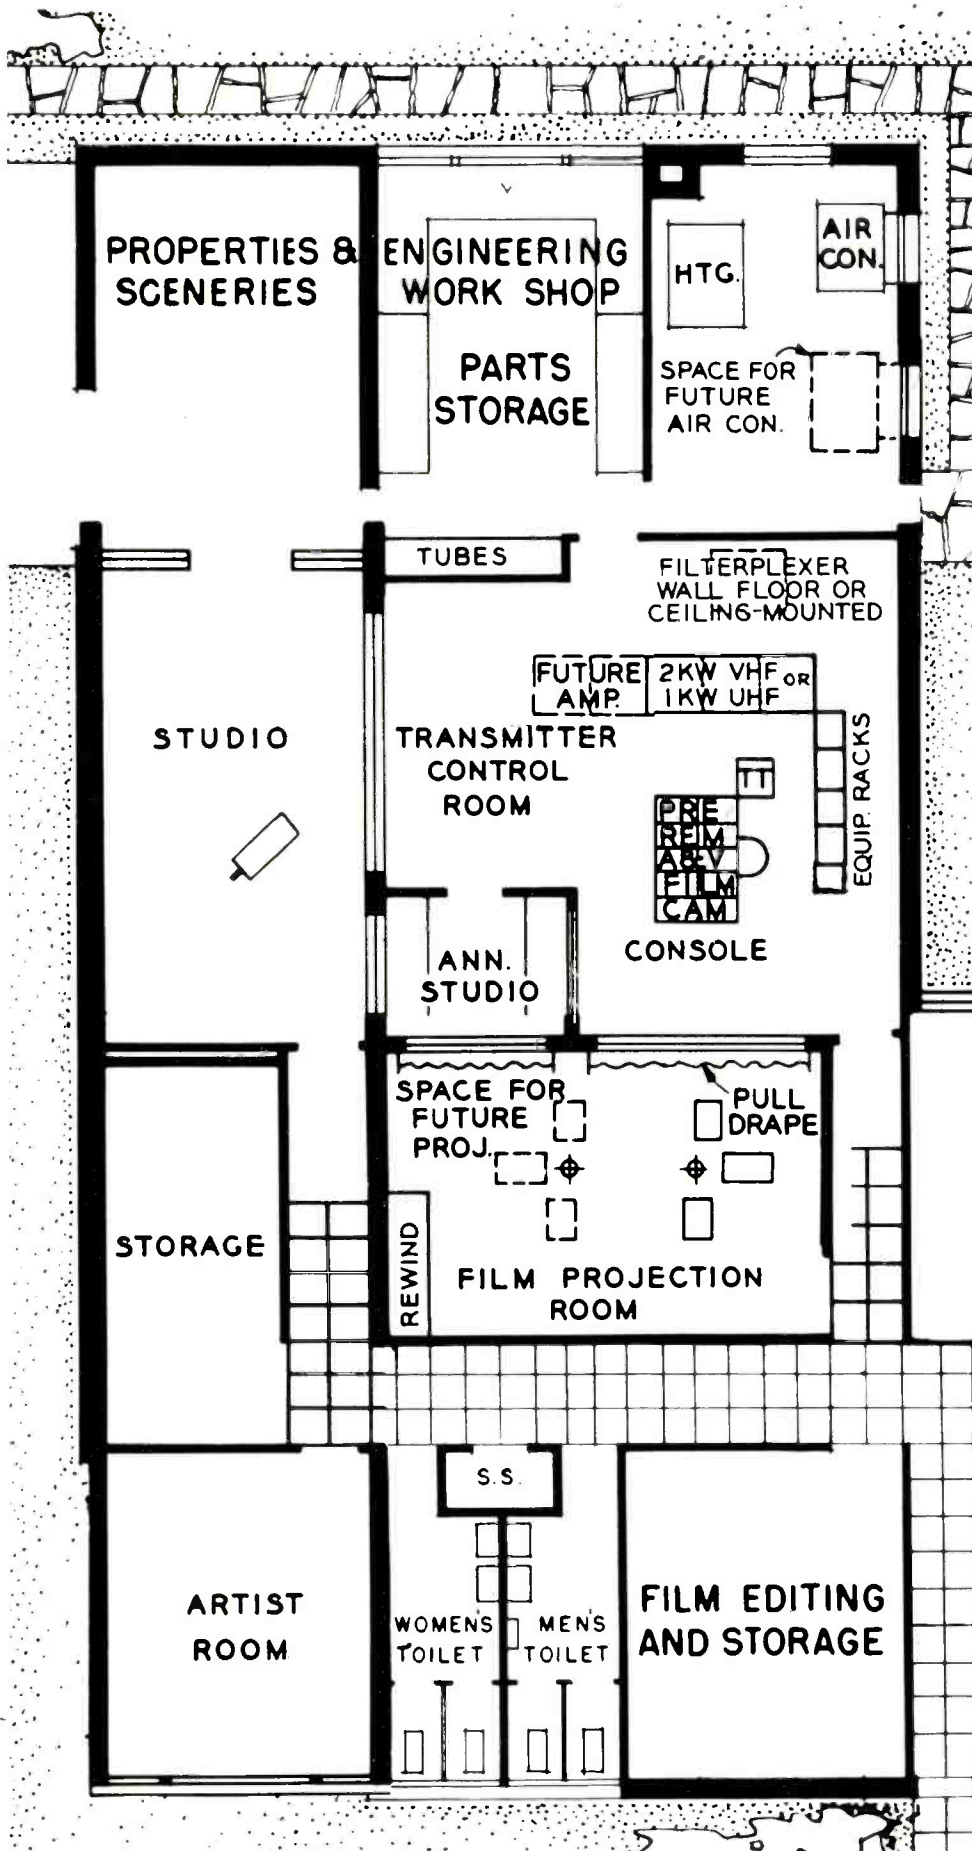 PROPERTIES &
SCENERIES
ENGINEERING
WORK SHOP
PARTS
STORAGE
HTG.
AIR
CON.
SPACE FOR
FUTURE
AIR CON.
TUBES
FILTERPLEXER
WALL FLOOR OR
CEILING-MOUNTED
FUTURE
AMP.
2KW VHF OR
1KW UHF
STUDIO
TRANSMITTER
CONTROL
ROOM
EQUIP. RACKS
TT
PRE
REM
A&V
FILM
CAM
CONSOLE
ANN.
STUDIO
SPACE FOR
FUTURE
PROJ.
PULL
DRAPE
STORAGE
REWIND
FILM PROJECTION
ROOM
S.S.
ARTIST
ROOM
WOMEN'S
TOILET
MEN'S
TOILET
FILM EDITING
AND STORAGE